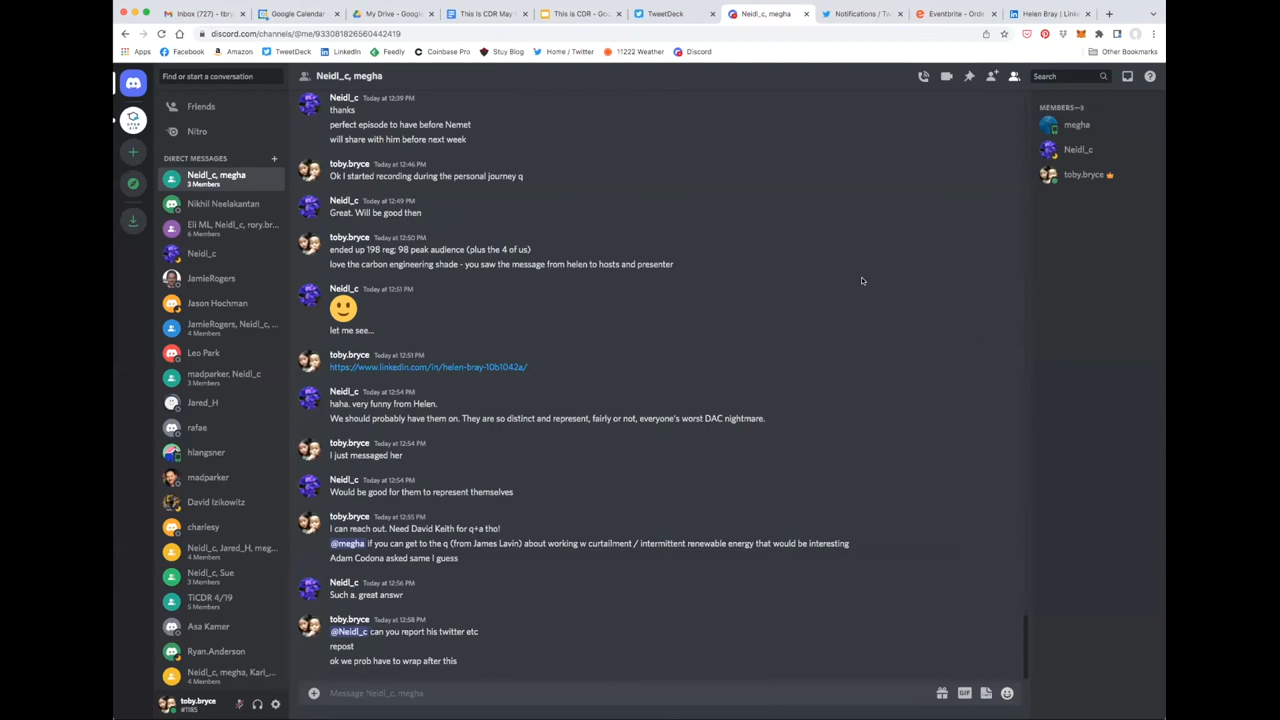 Inbox (727) - tbry
Google Calendar
My Drive - Google
This Is CDR May
This is CDR - Goo
TweetDeck
Neidl_c, megha
Notifications / Tw
Eventbrite - Orde
Helen Bray | Link
discord.com/channels/@me/933081826560442419
Apps
Facebook
Amazon
TweetDeck
LinkedIn
Feedly
Coinbase Pro
Stuy Blog
Home / Twitter
11222 Weather
Discord
Other Bookmarks
Find or start a conversation
Neidl_c, megha
Search
Friends
Nitro
DIRECT MESSAGES
Neidl_c, megha
3 Members
Nikhil Neelakantan
Eli ML, Neidl_c, rory.br...
6 Members
Neidl_c
JamieRogers
Jason Hochman
JamieRogers, Neidl_c, ...
4 Members
Leo Park
madparker, Neidl_c
3 Members
Jared_H
rafae
hlangsner
madparker
David Izikowitz
charlesy
Neidl_c, Jared_H, meg...
4 Members
Neidl_c, Sue
3 Members
TiCDR 4/19
5 Members
Asa Kamer
Ryan.Anderson
Neidl_c, megha, Karl_...
4 Members
toby.bryce
#1185
Neidl_c Today at 12:39 PM
thanks
perfect episode to have before Nemet
will share with him before next week
toby.bryce Today at 12:46 PM
Ok I started recording during the personal journey q
Neidl_c Today at 12:49 PM
Great. Will be good then
toby.bryce Today at 12:50 PM
ended up 198 reg; 98 peak audience (plus the 4 of us)
love the carbon engineering shade - you saw the message from helen to hosts and presenter
Neidl_c Today at 12:51 PM
let me see...
toby.bryce Today at 12:51 PM
https://www.linkedin.com/in/helen-bray-10b1042a/
Neidl_c Today at 12:54 PM
haha. very funny from Helen.
We should probably have them on. They are so distinct and represent, fairly or not, everyone's worst DAC nightmare.
toby.bryce Today at 12:54 PM
I just messaged her
Neidl_c Today at 12:54 PM
Would be good for them to represent themselves
toby.bryce Today at 12:55 PM
I can reach out. Need David Keith for q+a tho!
@megha if you can get to the q (from James Lavin) about working w curtailment / intermittent renewable energy that would be interesting
Adam Codona asked same I guess
Neidl_c Today at 12:56 PM
Such a. great answr
toby.bryce Today at 12:58 PM
@Neidl_c can you report his twitter etc
repost
ok we prob have to wrap after this
Message Neidl_c, megha
GIF
MEMBERS—3
megha
Neidl_c
toby.bryce